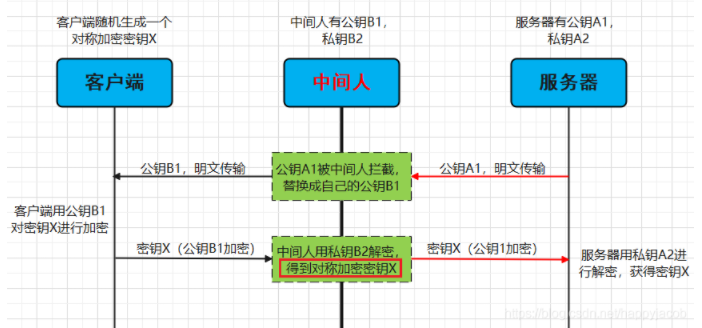 客户端随机生成一个
对称加密密钥X
中间人有公钥B1，
私钥B2
服务器有公钥A1，
私钥A2
客户端
中间人
服务器
公钥B1，明文传输
公钥A1被中间人拦截，
替换成自己的公钥B1
公钥A1，明文传输
客户端用公钥B1
对密钥X进行加密
密钥X（公钥B1加密）
中间人用私钥B2解密，
得到对称加密密钥X
密钥X（公钥1加密）
服务器用私钥A2进
行解密，获得密钥X
https://blog.csdn.net/happyjacob